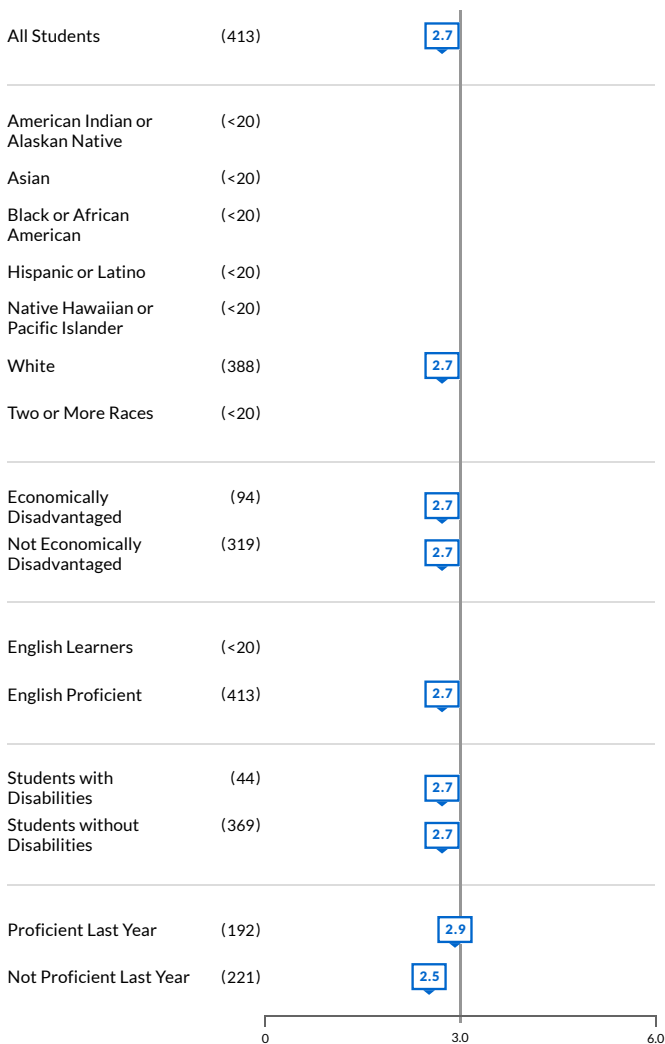 All Students (413) 2.7
American Indian or (<20)
Alaskan Native
Asian (<20)
Black or African (<20)
American
Hispanic or Latino (<20)
Native Hawaiian or (<20)
Pacific Islander
White (388) 2.7
Two or More Races (<20)
Economically (94) 2.7
Disadvantaged
Not Economically (319) 2.7
Disadvantaged
English Learners (<20)
English Proficient (413) 2.7
Students with (44) 2.7
Disabilities
Students without (369) 2.7
Disabilities
Proficient Last Year (192) 2.9
Not Proficient Last Year (221) 2.5
0 3.0 6.0